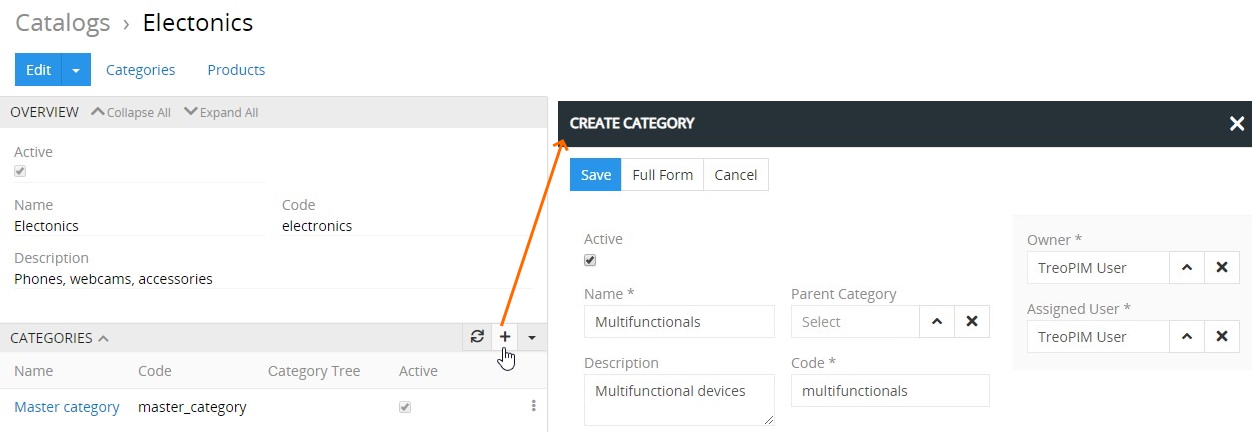 Catalogs › Electonics
Edit Categories Products
OVERVIEW Collapse All Expand All
Active
Name Code
Electonics electronics
Description
Phones, webcams, accessories
CATEGORIES
Name Code Category Tree Active
Master category master_category
CREATE CATEGORY
Save Full Form Cancel
Active
Name * Parent Category
Multifunctionals Select
Description Code *
Multifunctional devices multifunctionals
Owner *
TreoPIM User
Assigned User *
TreoPIM User